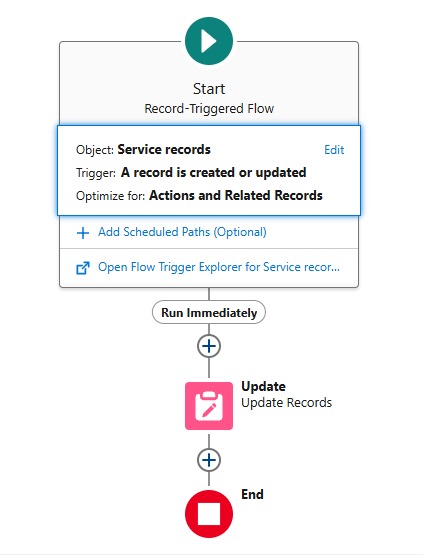 Start
Record-Triggered Flow
Object: Service records Edit
Trigger: A record is created or updated
Optimize for: Actions and Related Records
Add Scheduled Paths (Optional)
Open Flow Trigger Explorer for Service recor...
Run Immediately
Update
Update Records
End